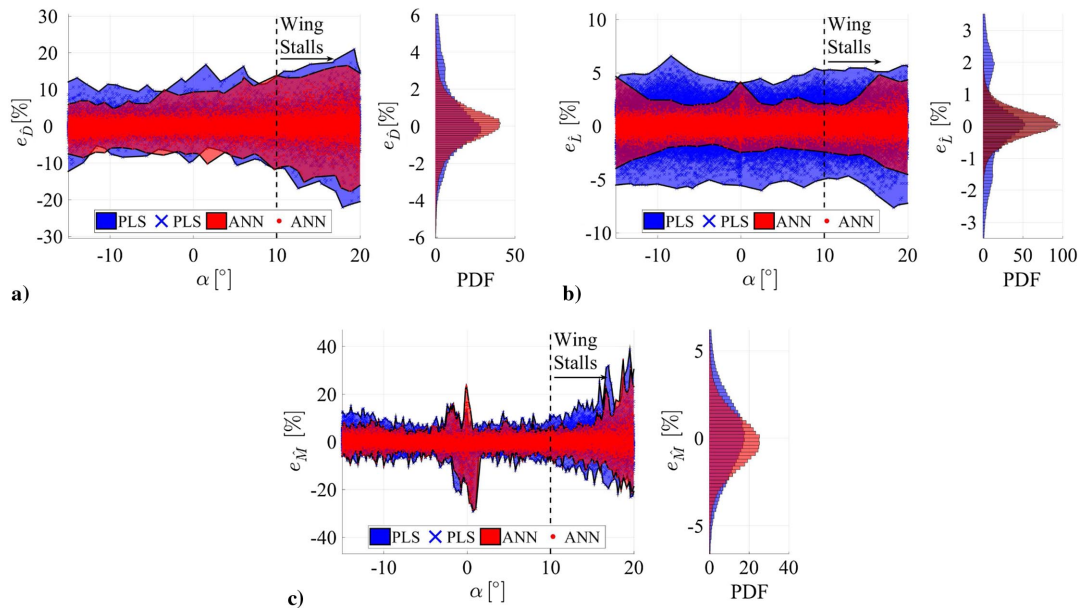 30
20
10
0
-10
-20
-30
e_D̂ [%]
Wing
Stalls
PLS PLS ANN ANN
-10 0 10 20
α [°]
6
4
2
0
-2
-4
-6
e_D̂ [%]
0 50
PDF
a)
10
5
0
-5
-10
e_L̂ [%]
Wing
Stalls
PLS PLS ANN ANN
-10 0 10 20
α [°]
3
2
1
0
-1
-2
-3
e_L̂ [%]
0 50 100
PDF
b)
40
20
0
-20
-40
e_M̂ [%]
Wing
Stalls
PLS PLS ANN ANN
-10 0 10 20
α [°]
5
0
-5
e_M̂ [%]
0 20 40
PDF
c)